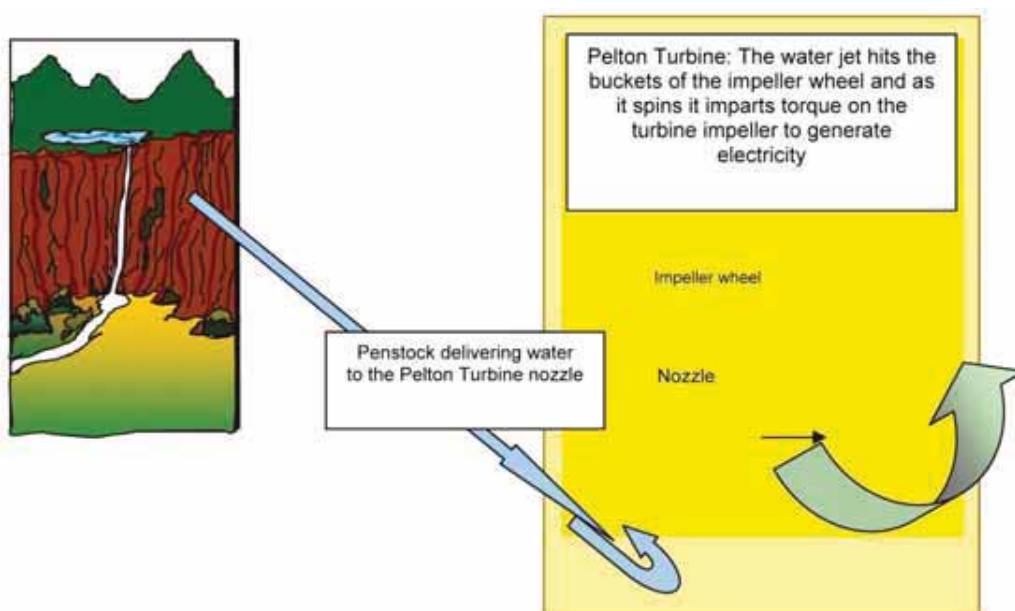 Pelton Turbine: The water jet hits the
buckets of the impeller wheel and as
it spins it imparts torque on the
turbine impeller to generate
electricity
Impeller wheel
Penstock delivering water
to the Pelton Turbine nozzle
Nozzle